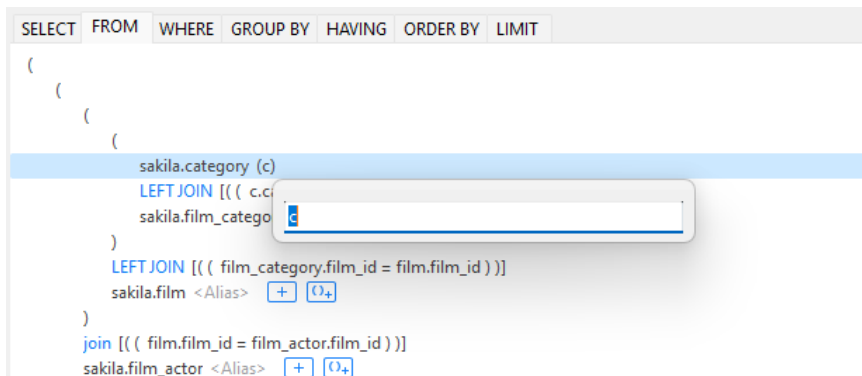 SELECT FROM WHERE GROUP BY HAVING ORDER BY LIMIT
(
(
(
(
sakila.category (c)
LEFT JOIN [( ( c.c
sakila.film_catego
c
)
LEFT JOIN [( ( film_category.film_id = film.film_id ) )]
sakila.film <Alias> + ()+
)
join [( ( film.film_id = film_actor.film_id ) )]
sakila.film_actor <Alias> + ()+